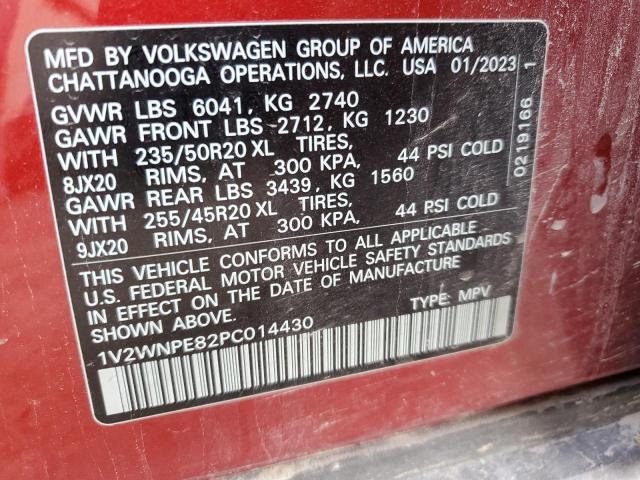 MFD BY VOLKSWAGEN GROUP OF AMERICA
CHATTANOOGA OPERATIONS, LLC. USA 01/2023
GVWR LBS 6041, KG 2740
GAWR FRONT LBS 2712, KG 1230
WITH 235/50R20 XL TIRES,
8JX20 RIMS, AT 300 KPA, 44 PSI COLD
GAWR REAR LBS 3439, KG 1560
WITH 255/45R20 XL TIRES,
9JX20 RIMS, AT 300 KPA, 44 PSI COLD
THIS VEHICLE CONFORMS TO ALL APPLICABLE
U.S. FEDERAL MOTOR VEHICLE SAFETY STANDARDS
IN EFFECT ON THE DATE OF MANUFACTURE
SHOWN ABOVE TYPE: MPV
1V2WNPE82PC014430
0219166 1